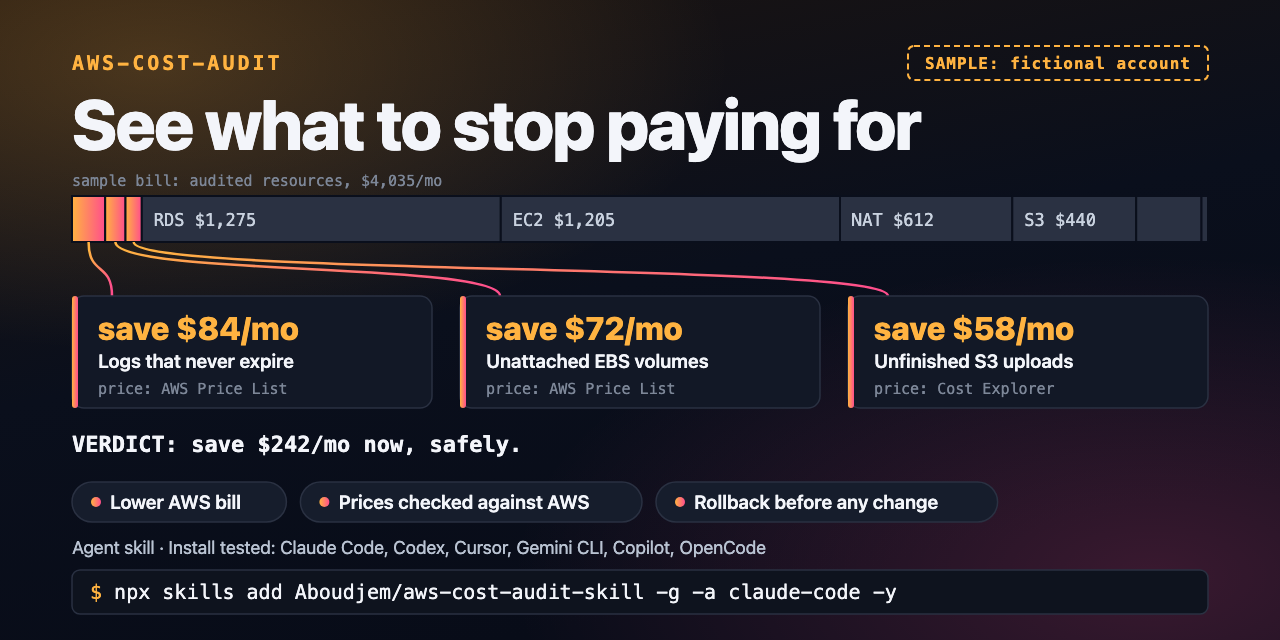 AWS-COST-AUDIT
SAMPLE: fictional account
See what to stop paying for
sample bill: audited resources, $4,035/mo
RDS $1,275
EC2 $1,205
NAT $612
S3 $440
save $84/mo
Logs that never expire
price: AWS Price List
save $72/mo
Unattached EBS volumes
price: AWS Price List
save $58/mo
Unfinished S3 uploads
price: Cost Explorer
VERDICT: save $242/mo now, safely.
Lower AWS bill
Prices checked against AWS
Rollback before any change
Agent skill · Install tested: Claude Code, Codex, Cursor, Gemini CLI, Copilot, OpenCode
$ npx skills add Aboudjem/aws-cost-audit-skill -g -a claude-code -y